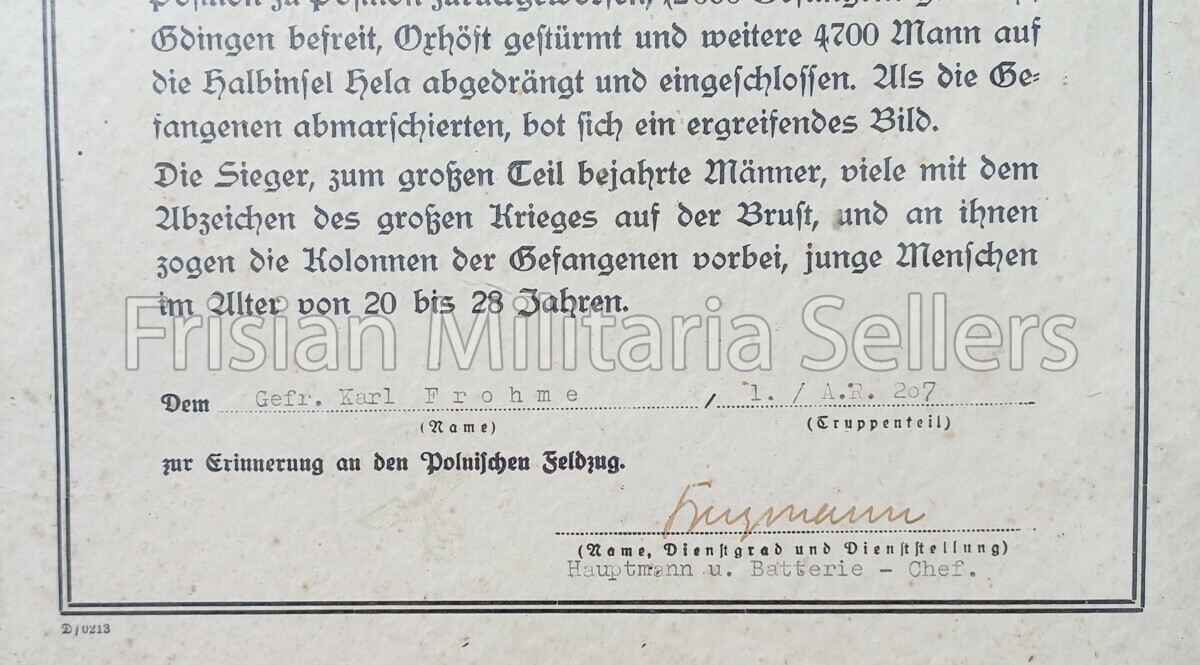 Position zu Position zurückgeworfen,
Gdingen befreit, Oxhöft gestürmt und weitere 4700 Mann auf
die Halbinsel Hela abgedrängt und eingeschlossen. Als die Ge-
fangenen abmarschierten, bot sich ein ergreifendes Bild.
Die Sieger, zum großen Teil bejahrte Männer, viele mit dem
Abzeichen des großen Krieges auf der Brust, und an ihnen
zogen die Kolonnen der Gefangenen vorbei, junge Menschen
im Alter von 20 bis 28 Jahren.
Frisian Militaria Sellers
Dem Gefr. Karl Frohme / 1. / A.R. 207
(Name) (Truppenteil)
zur Erinnerung an den Polnischen Feldzug.
(Name, Dienstgrad und Dienststellung)
Hauptmann u. Batterie - Chef.
D/0213